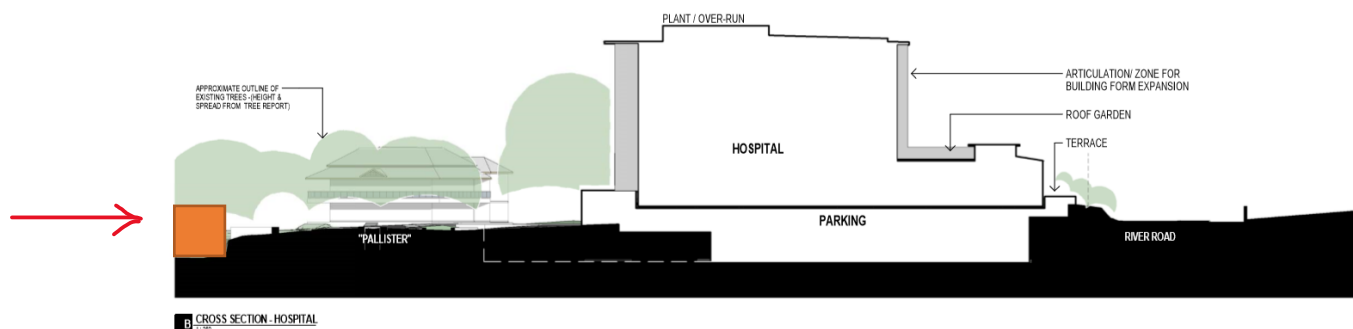 PLANT / OVER-RUN
APPROXIMATE OUTLINE OF
EXISTING TREES - (HEIGHT &
SPREAD FROM TREE REPORT)
ARTICULATION/ ZONE FOR
BUILDING FORM EXPANSION
ROOF GARDEN
TERRACE
HOSPITAL
PARKING
"PALLISTER"
RIVER ROAD
B CROSS SECTION - HOSPITAL